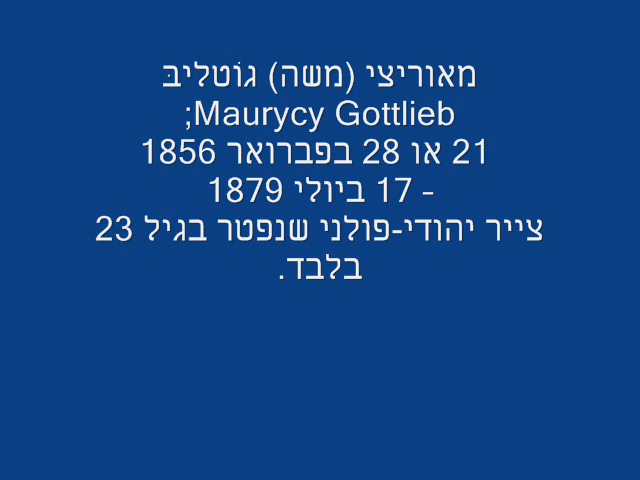 מאוריצי (משה) גוֹטליבּ
Maurycy Gottlieb;
21 או 28 בפברואר 1856
- 17 ביולי 1879
צייר יהודי-פולני שנפטר בגיל 23
בלבד.